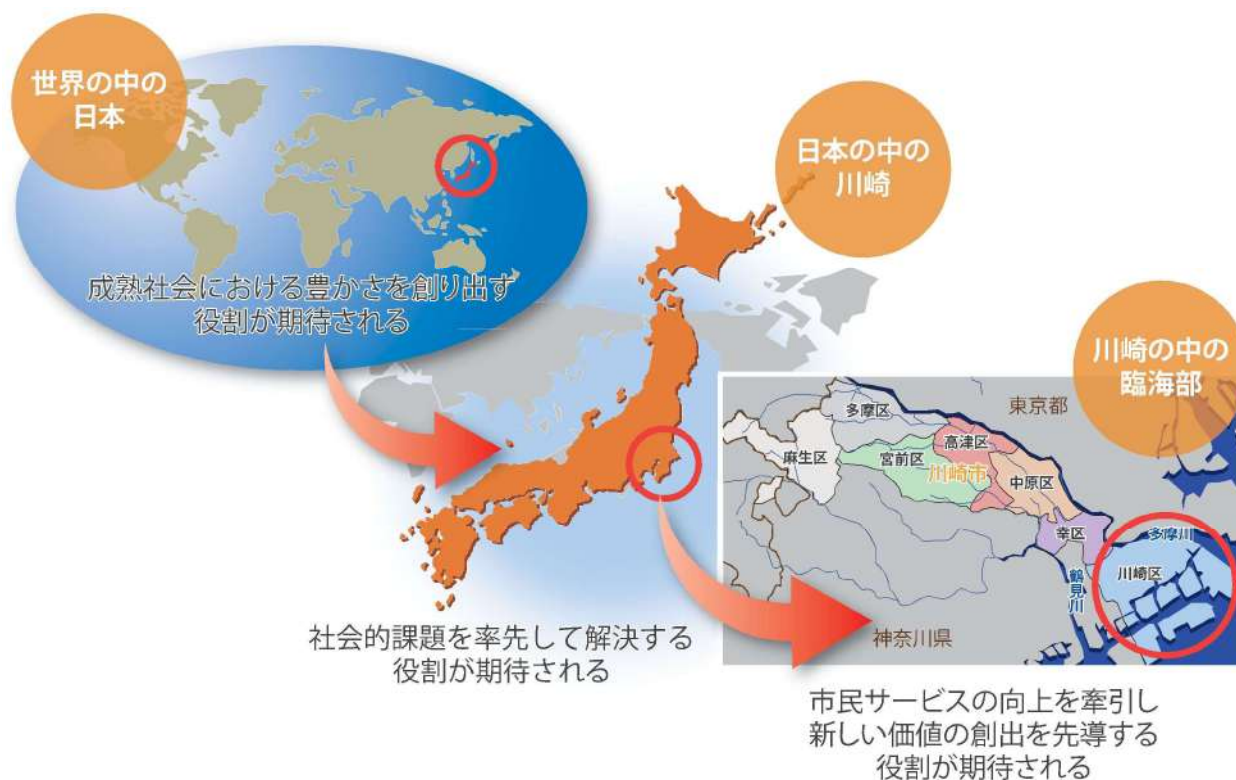 世界の中の
日本
成熟社会における豊かさを創り出す
役割が期待される
日本の中の
川崎
社会的課題を率先して解決する
役割が期待される
川崎の中の
臨海部
東京都
多摩区
高津区
麻生区
宮前区
川崎市
中原区
幸区
多摩川
川崎区
鶴見川
神奈川県
市民サービスの向上を牽引し
新しい価値の創出を先導する
役割が期待される